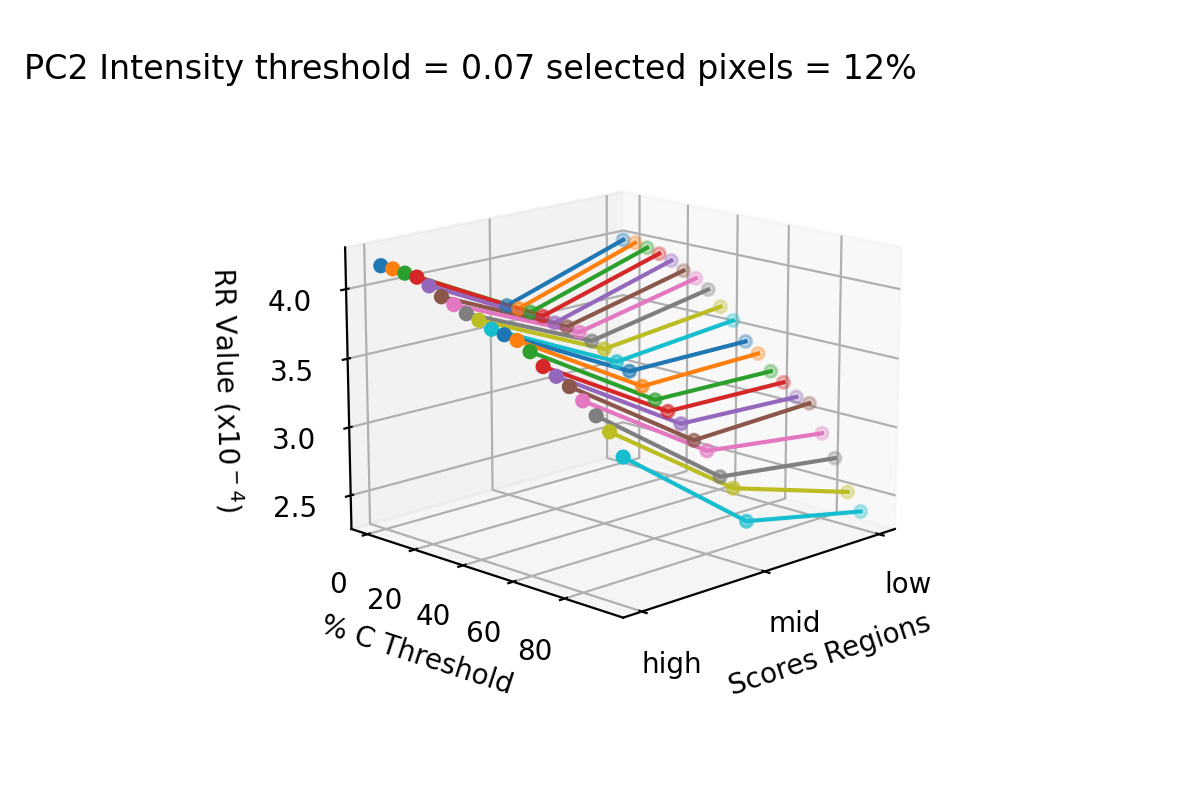 PC2 Intensity threshold = 0.07 selected pixels = 12%
RR Value (x10⁻⁴)
4.0
3.5
3.0
2.5
0
20
40
60
80
% C Threshold
high
mid
low
Scores Regions